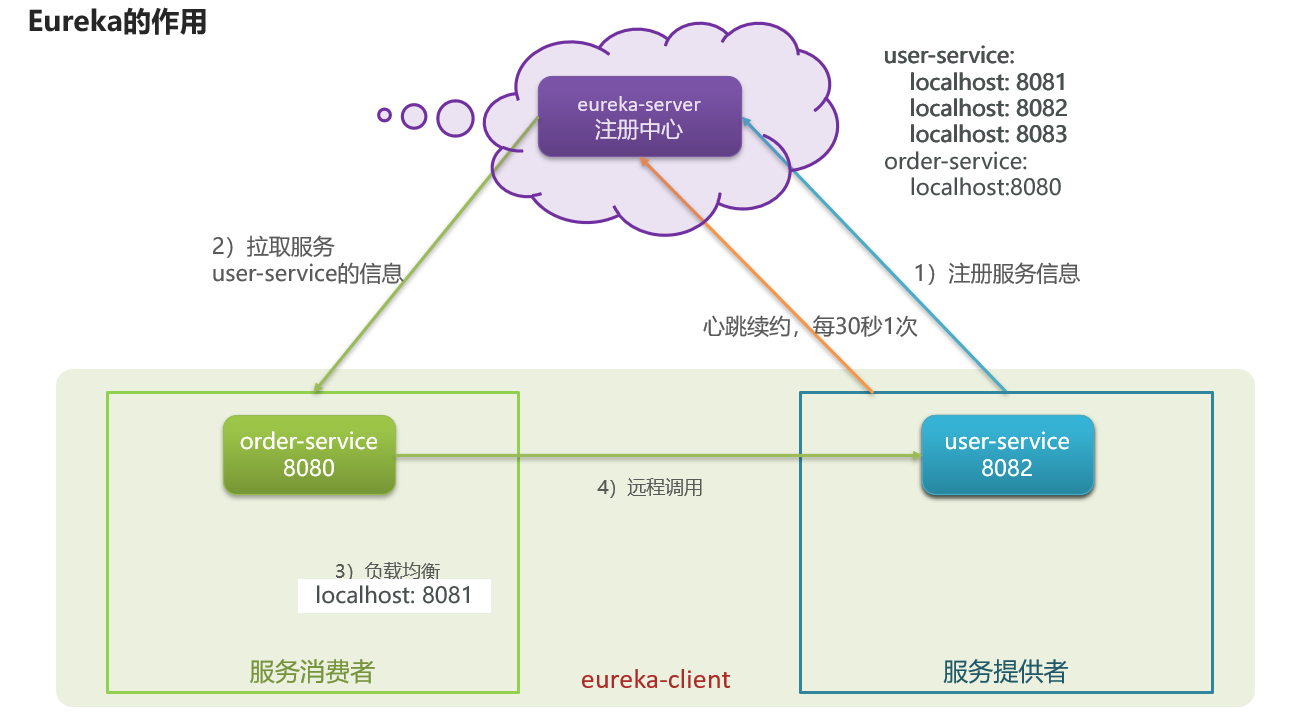 Eureka的作用
eureka-server
注册中心
user-service:
localhost: 8081
localhost: 8082
localhost: 8083
order-service:
localhost:8080
2）拉取服务
user-service的信息
1）注册服务信息
心跳续约，每30秒1次
order-service
8080
user-service
8082
4）远程调用
3）负载均衡
localhost: 8081
服务消费者
eureka-client
服务提供者